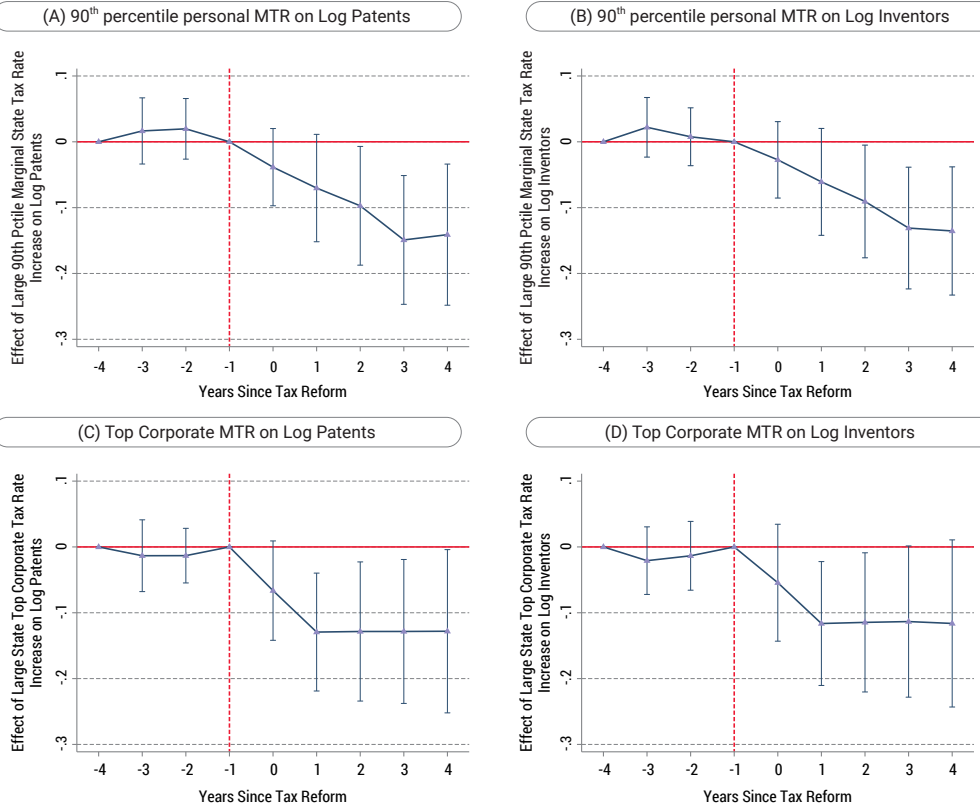 (A) 90th percentile personal MTR on Log Patents
Effect of Large 90th Pctile Marginal State Tax Rate
Increase on Log Patents
.1
0
-.1
-.2
-.3
-4 -3 -2 -1 0 1 2 3 4
Years Since Tax Reform
(B) 90th percentile personal MTR on Log Inventors
Effect of Large 90th Pctile Marginal State Tax Rate
Increase on Log Inventors
.1
0
-.1
-.2
-.3
-4 -3 -2 -1 0 1 2 3 4
Years Since Tax Reform
(C) Top Corporate MTR on Log Patents
Effect of Large State Top Corporate Tax Rate
Increase on Log Patents
.1
0
-.1
-.2
-.3
-4 -3 -2 -1 0 1 2 3 4
Years Since Tax Reform
(D) Top Corporate MTR on Log Inventors
Effect of Large State Top Corporate Tax Rate
Increase on Log Inventors
.1
0
-.1
-.2
-.3
-4 -3 -2 -1 0 1 2 3 4
Years Since Tax Reform